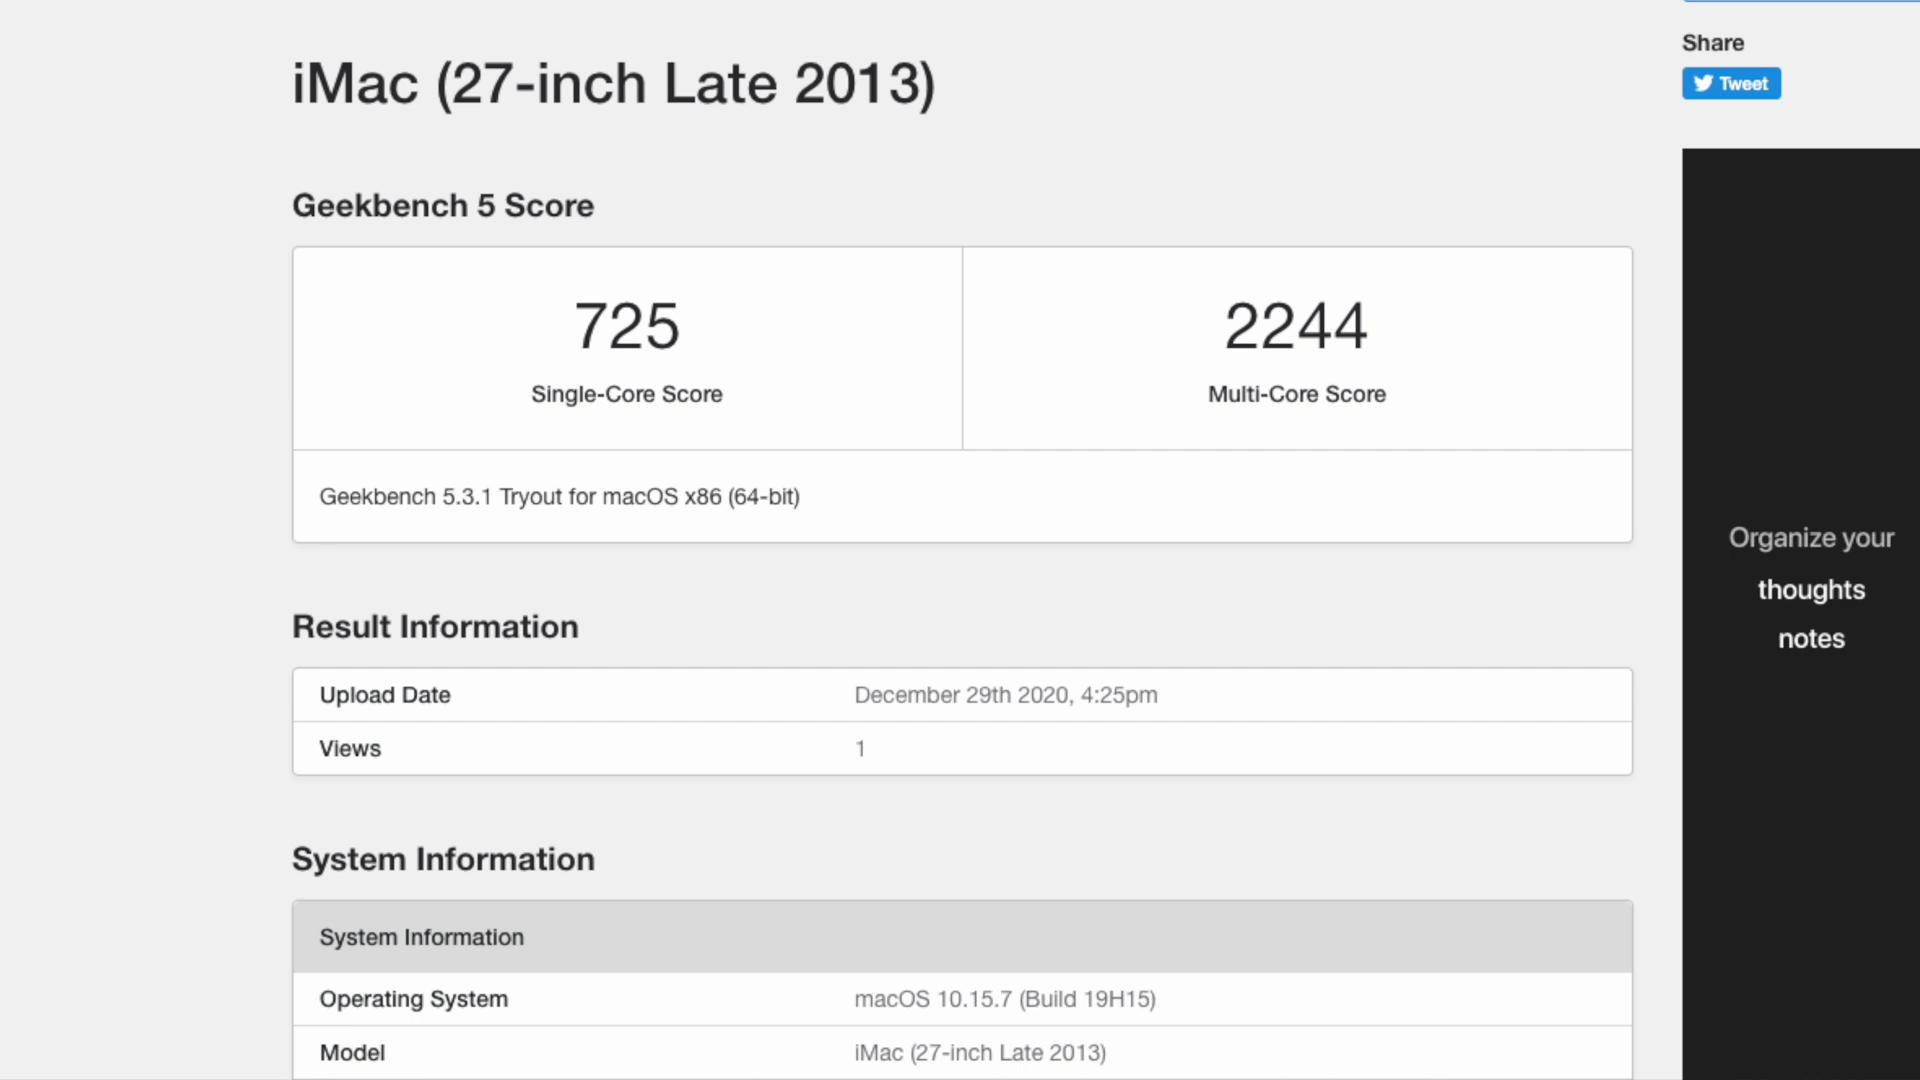 iMac (27-inch Late 2013)
Geekbench 5 Score
725
Single-Core Score
2244
Multi-Core Score
Geekbench 5.3.1 Tryout for macOS x86 (64-bit)
Result Information
Upload Date December 29th 2020, 4:25pm
Views 1
System Information
System Information
Operating System macOS 10.15.7 (Build 19H15)
Model iMac (27-inch Late 2013)
Share
Tweet
Organize your
thoughts
notes